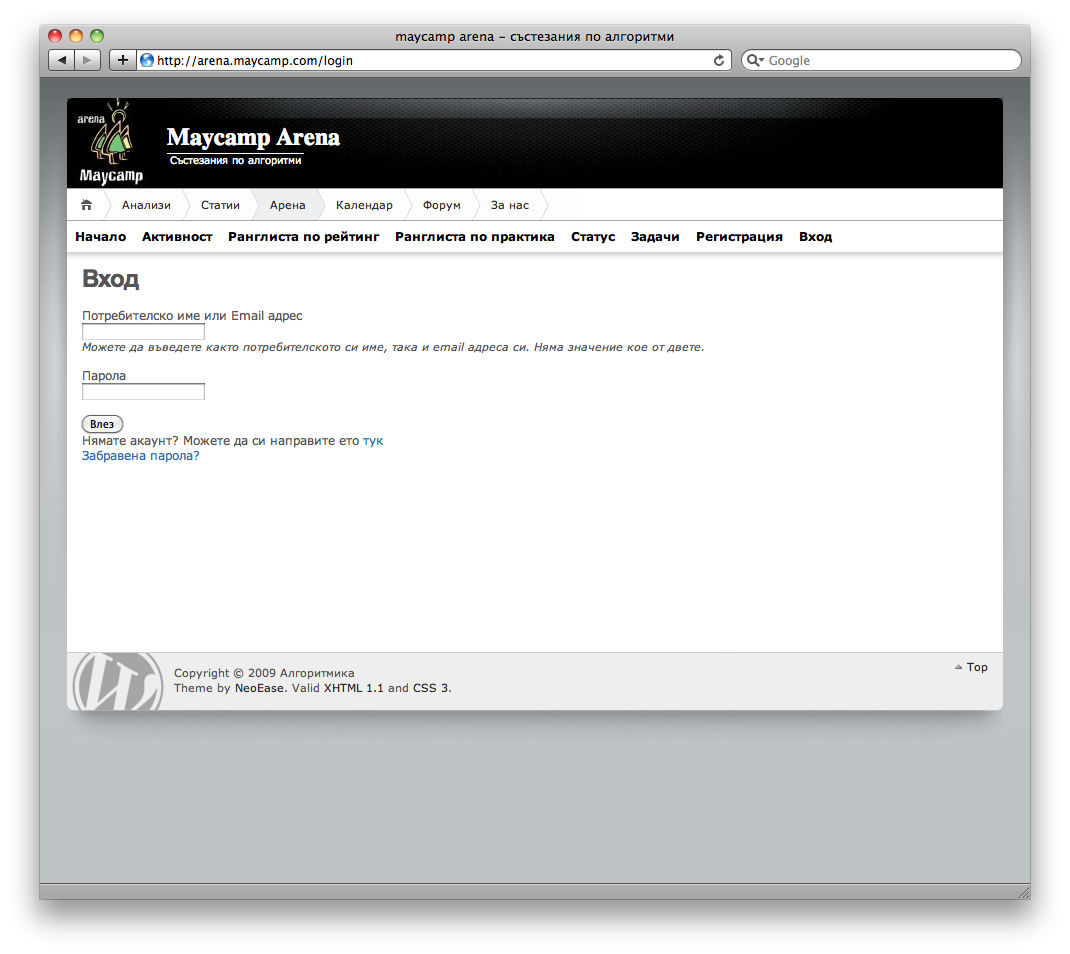 maycamp arena – състезания по алгоритми
http://arena.maycamp.com/login
Google
arena
Maycamp
Maycamp Arena
Състезания по алгоритми
Анализи Статии Арена Календар Форум За нас
Начало Активност Ранглиста по рейтинг Ранглиста по практика Статус Задачи Регистрация Вход
Вход
Потребителско име или Email адрес
Можете да въведете както потребителското си име, така и email адреса си. Няма значение кое от двете.
Парола
Влез
Нямате акаунт? Можете да си направите ето тук
Забравена парола?
Copyright © 2009 Алгоритмика
Theme by NeoEase. Valid XHTML 1.1 and CSS 3.
Top